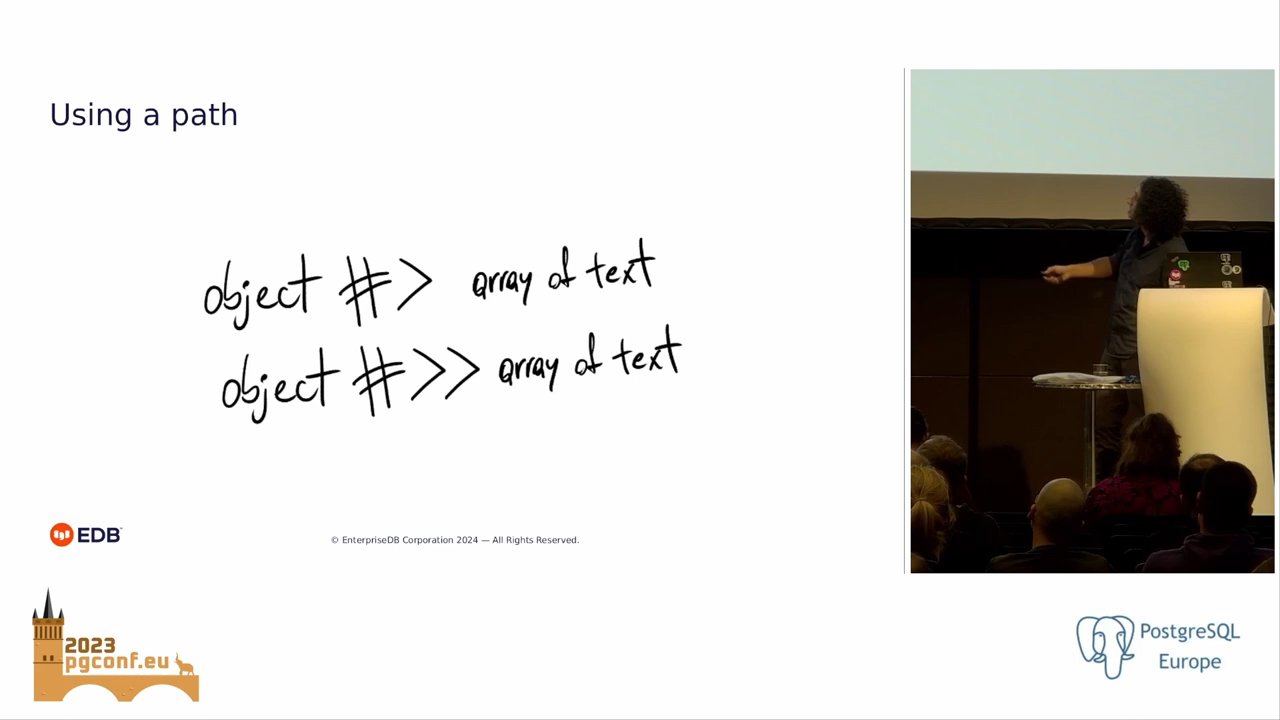 Using a path
object #> array of text
object #>> array of text
EDB™
© EnterpriseDB Corporation 2024 — All Rights Reserved.
2023
pgconf.eu
PostgreSQL
Europe